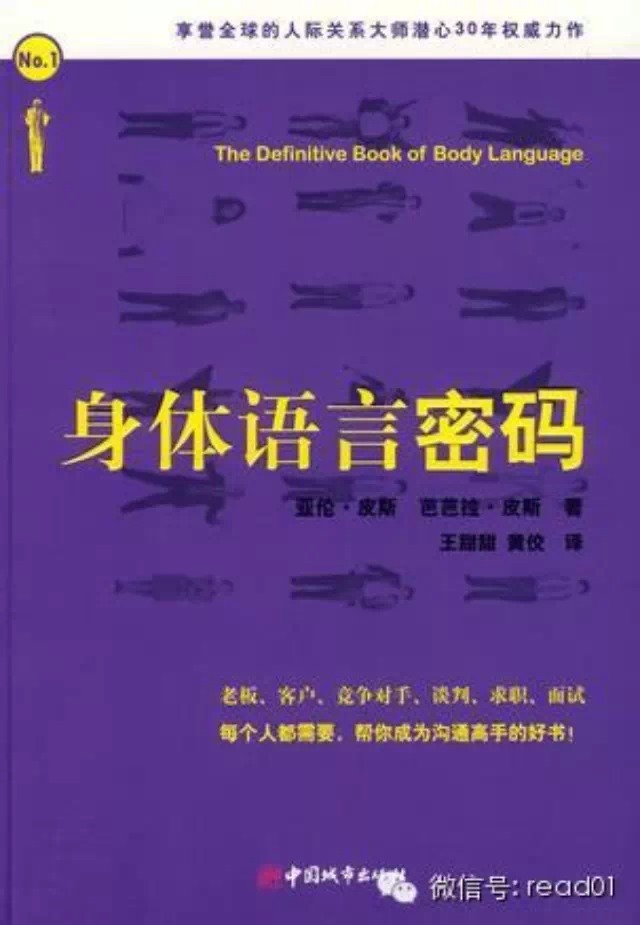 享誉全球的人际关系大师潜心30年权威力作
No.1
The Definitive Book of Body Language
身体语言密码
亚伦·皮斯 芭芭拉·皮斯 著
王甜甜 黄佼 译
老板、客户、竞争对手、谈判、求职、面试
每个人都需要，帮你成为沟通高手的好书！
中国城市出版社
微信号: read01